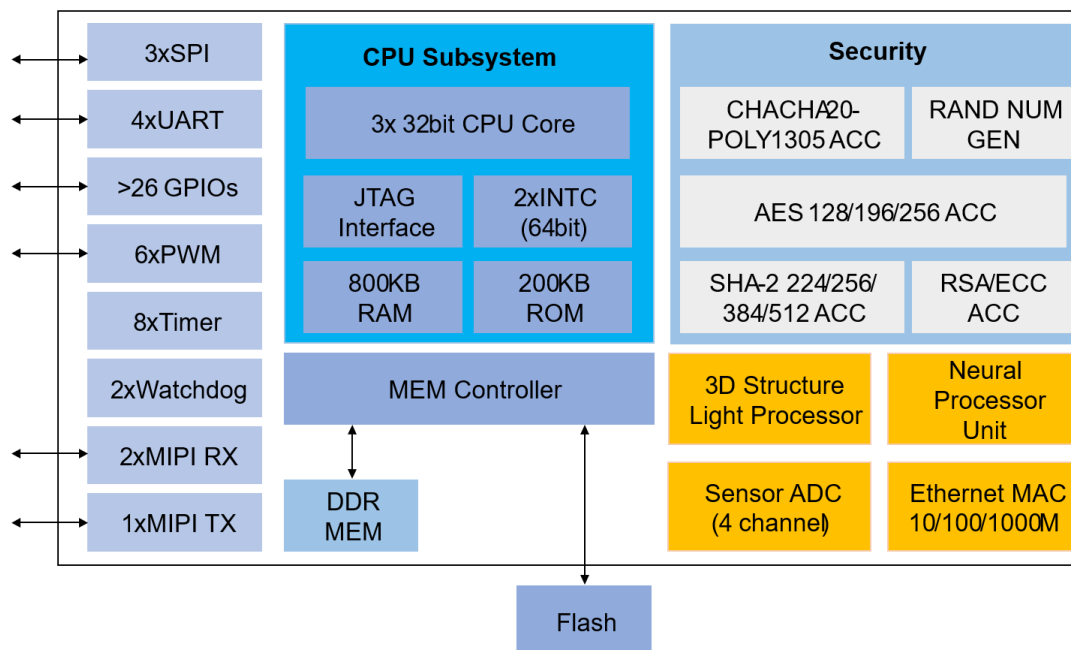 3xSPI
4xUART
>26 GPIOs
6xPWM
8xTimer
2xWatchdog
2xMIPI RX
1xMIPI TX
CPU Sub-system
3x 32bit CPU Core
JTAG
Interface
2xINTC
(64bit)
800KB
RAM
200KB
ROM
MEM Controller
DDR
MEM
Flash
Security
CHACHA20-
POLY1305 ACC
RAND NUM
GEN
AES 128/196/256 ACC
SHA-2 224/256/
384/512 ACC
RSA/ECC
ACC
3D Structure
Light Processor
Neural
Processor
Unit
Sensor ADC
(4 channel)
Ethernet MAC
10/100/1000M